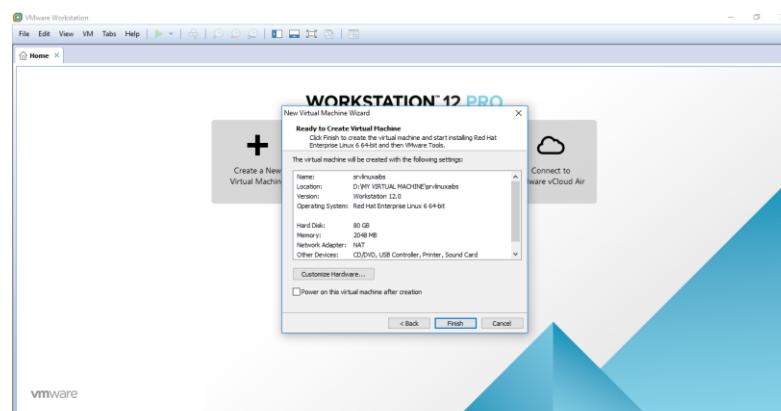 VMware Workstation
File Edit View VM Tabs Help
Home
WORKSTATION™ 12 PRO
New Virtual Machine Wizard
Ready to Create Virtual Machine
Click Finish to create the virtual machine and start installing Red Hat
Enterprise Linux 6 64-bit and then VMware Tools.
The virtual machine will be created with the following settings:
Name: srvlinuxaibs
Location: D:\MY VIRTUAL MACHINE\srvlinuxaibs
Version: Workstation 12.0
Operating System: Red Hat Enterprise Linux 6 64-bit
Hard Disk: 80 GB
Memory: 2048 MB
Network Adapter: NAT
Other Devices: CD/DVD, USB Controller, Printer, Sound Card
Customize Hardware...
Power on this virtual machine after creation
< Back Finish Cancel
Create a New
Virtual Machin
Connect to
ware vCloud Air
vmware